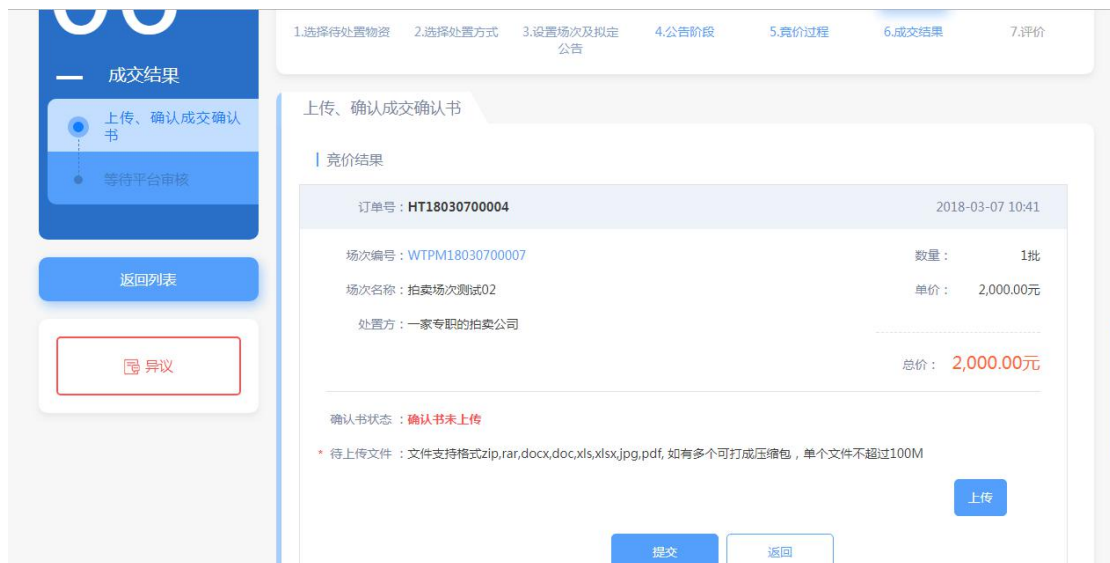 1.选择待处置物资 2.选择处置方式 3.设置场次及拟定公告 4.公告阶段 5.竞价过程 6.成交结果 7.评价
成交结果
上传、确认成交确认
书
等待平台审核
返回列表
异议
上传、确认成交确认书
竞价结果
订单号：HT18030700004 2018-03-07 10:41
场次编号：WTPM18030700007 数量： 1批
场次名称：拍卖场次测试02 单价： 2,000.00元
处置方：一家专职的拍卖公司
总价： 2,000.00元
确认书状态：确认书未上传
* 待上传文件：文件支持格式zip,rar,docx,doc,xls,xlsx,jpg,pdf, 如有多个可打成压缩包，单个文件不超过100M
上传
提交 返回